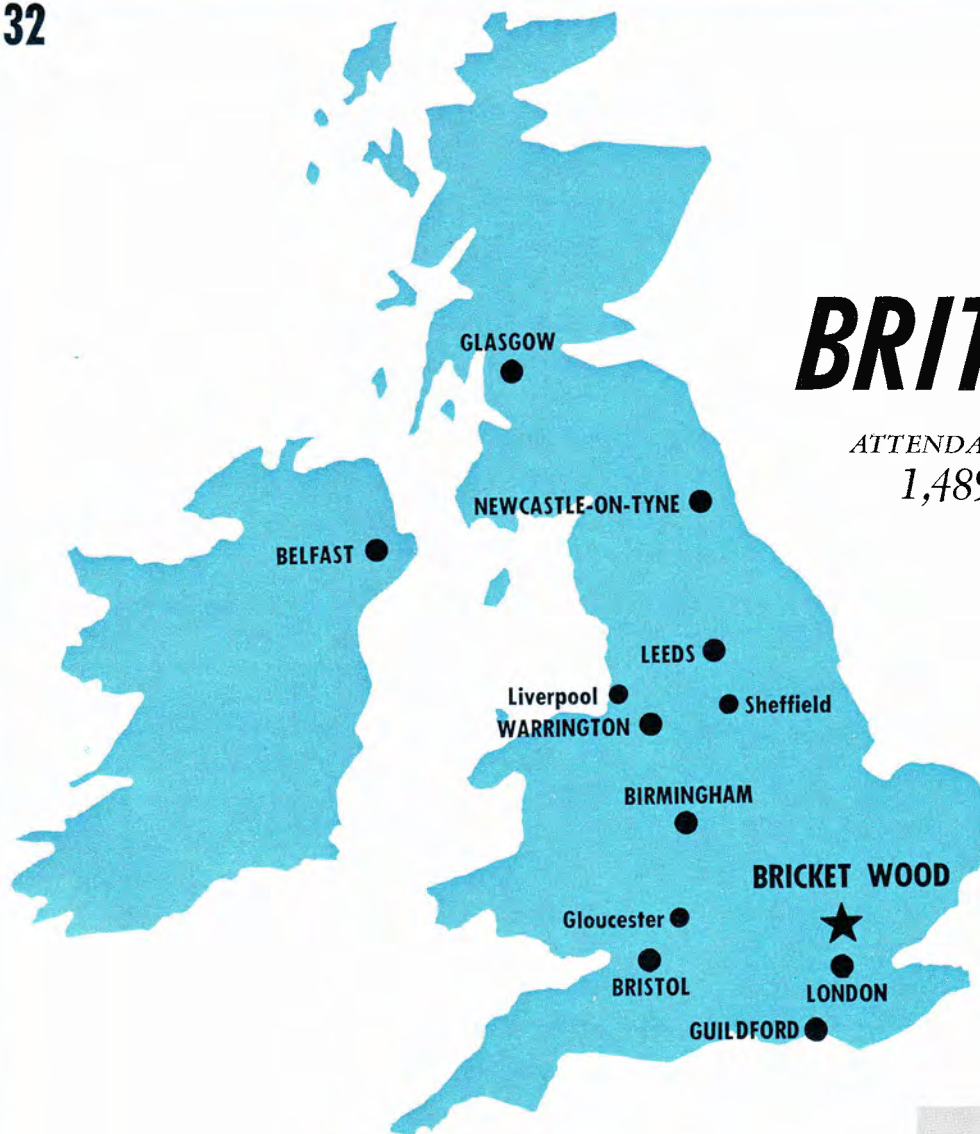 32
BRIT
ATTENDA
1,489
GLASGOW
NEWCASTLE-ON-TYNE
BELFAST
LEEDS
Liverpool
Sheffield
WARRINGTON
BIRMINGHAM
BRICKET WOOD
Gloucester
BRISTOL
LONDON
GUILDFORD